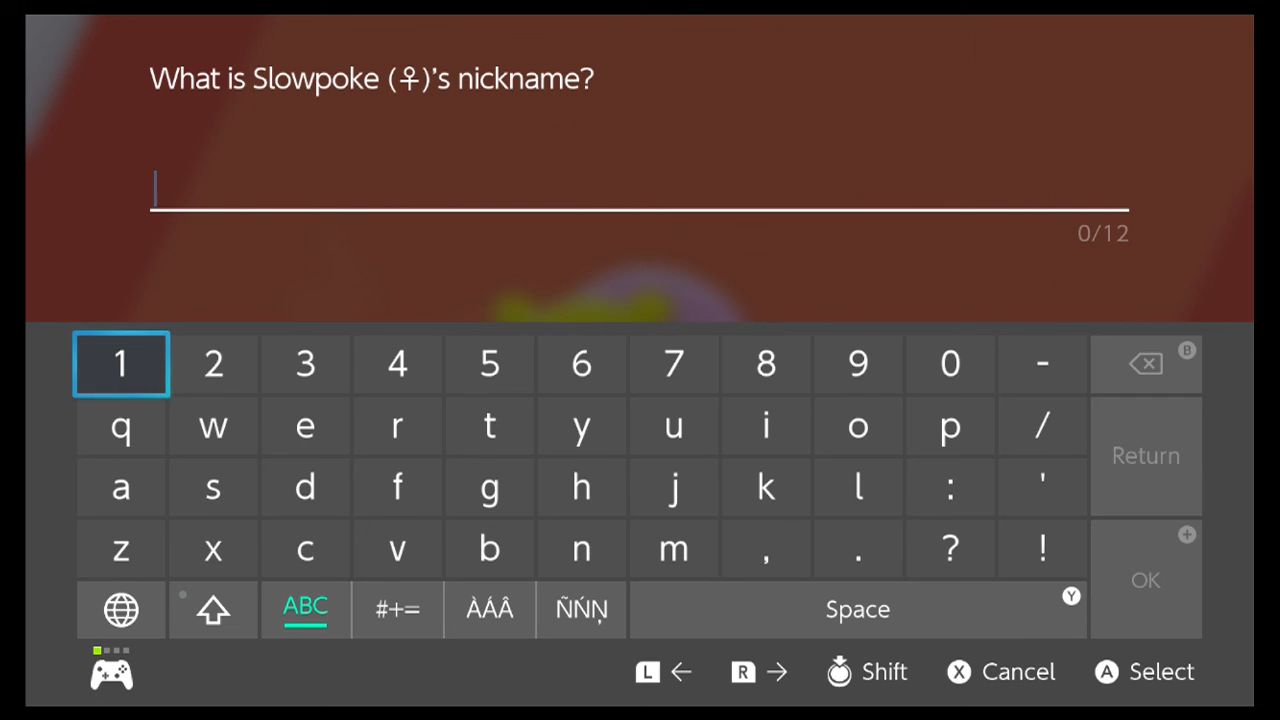 What is Slowpoke (♀)'s nickname?
0/12
1 2 3 4 5 6 7 8 9 0 - B
q w e r t y u i o p /
Return
a s d f g h j k l : '
z x c v b n m , . ? ! +
OK
ABC #+= ÀÁÂ ÑŃŅ Space Y
L ← R → Shift X Cancel A Select